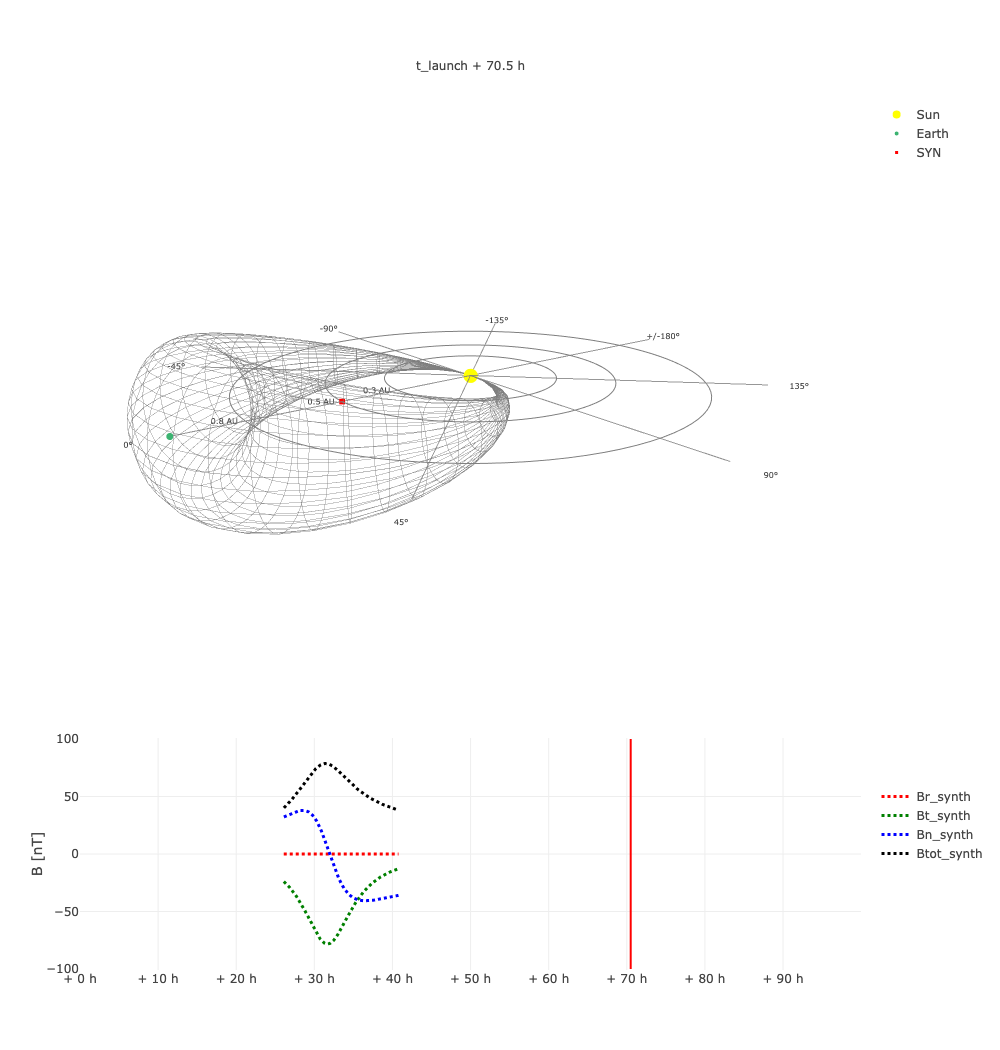 t_launch + 70.5 h
Sun
Earth
SYN
-135°
-90°
+/-180°
-45°
135°
0.3 AU
0.5 AU
0.8 AU
0°
90°
45°
B [nT]
100
50
0
−50
−100
+ 0 h
+ 10 h
+ 20 h
+ 30 h
+ 40 h
+ 50 h
+ 60 h
+ 70 h
+ 80 h
+ 90 h
Br_synth
Bt_synth
Bn_synth
Btot_synth